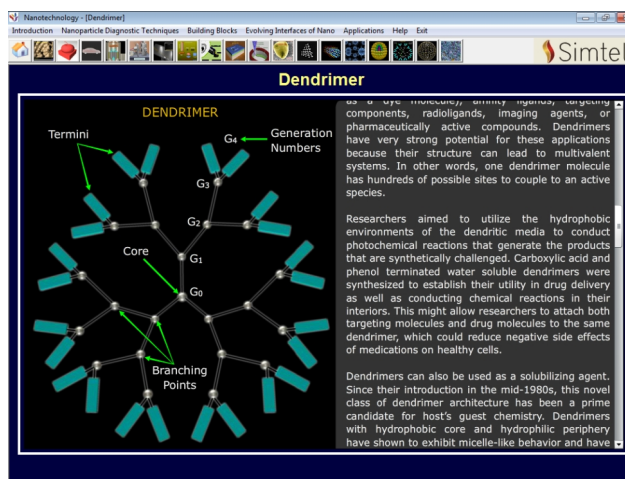 Nanotechnology - [Dendrimer]
Introduction Nanoparticle Diagnostic Techniques Building Blocks Evolving Interfaces of Nano Applications Help Exit
Simtel
Dendrimer
DENDRIMER
Termini
G4
Generation
Numbers
G3
G2
Core
G1
G0
Branching
Points
as a dye molecule), affinity ligands, targeting
components, radioligands, imaging agents, or
pharmaceutically active compounds. Dendrimers
have very strong potential for these applications
because their structure can lead to multivalent
systems. In other words, one dendrimer molecule
has hundreds of possible sites to couple to an active
species.
Researchers aimed to utilize the hydrophobic
environments of the dendritic media to conduct
photochemical reactions that generate the products
that are synthetically challenged. Carboxylic acid and
phenol terminated water soluble dendrimers were
synthesized to establish their utility in drug delivery
as well as conducting chemical reactions in their
interiors. This might allow researchers to attach both
targeting molecules and drug molecules to the same
dendrimer, which could reduce negative side effects
of medications on healthy cells.
Dendrimers can also be used as a solubilizing agent.
Since their introduction in the mid-1980s, this novel
class of dendrimer architecture has been a prime
candidate for host's guest chemistry. Dendrimers
with hydrophobic core and hydrophilic periphery
have shown to exhibit micelle-like behavior and have